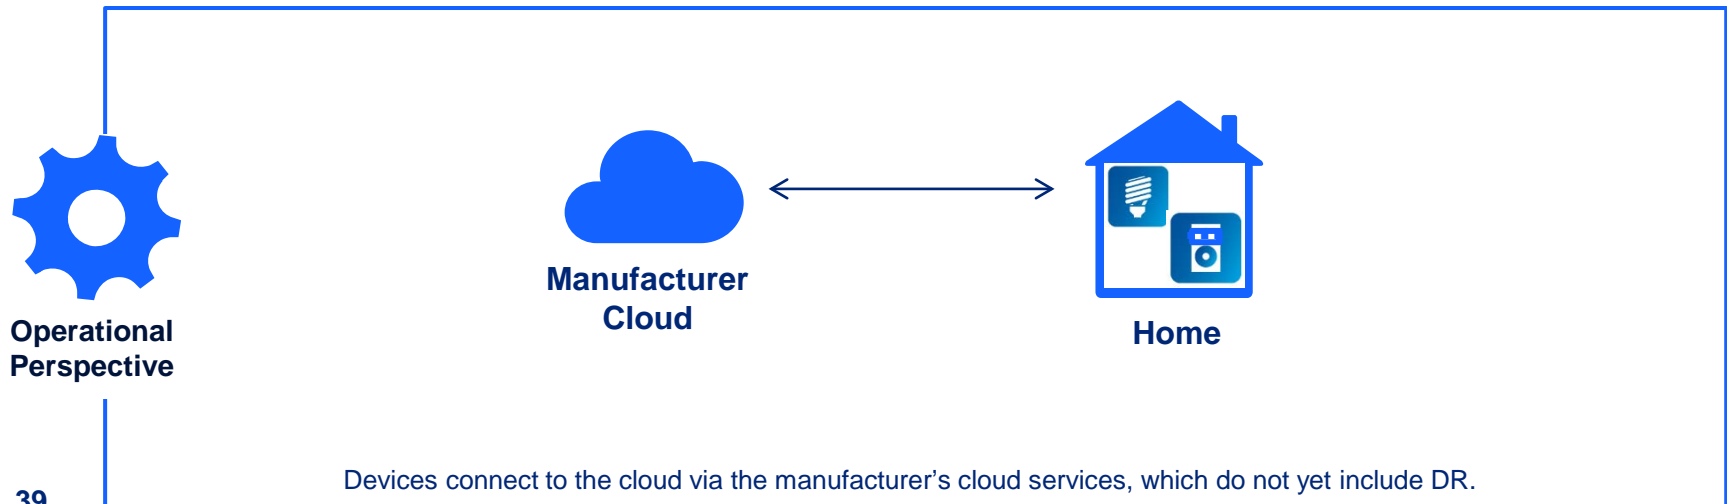 Manufacturer
Cloud
Home
Operational
Perspective
Devices connect to the cloud via the manufacturer’s cloud services, which do not yet include DR.
39